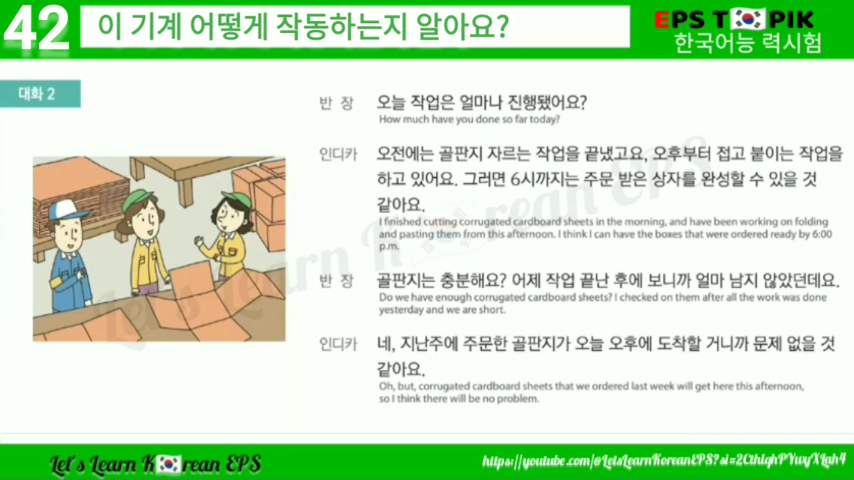 42
이 기계 어떻게 작동하는지 알아요?
EPS TOPIK
한국어능 력시험
대화 2
반 장 오늘 작업은 얼마나 진행됐어요?
How much have you done so far today?
인디카 오전에는 골판지 자르는 작업을 끝냈고요, 오후부터 접고 붙이는 작업을
하고 있어요. 그러면 6시까지는 주문 받은 상자를 완성할 수 있을 것
같아요.
I finished cutting corrugated cardboard sheets in the morning, and have been working on folding
and pasting them from this afternoon. I think I can have the boxes that were ordered ready by 6:00
p.m.
반 장 골판지는 충분해요? 어제 작업 끝난 후에 보니까 얼마 남지 않았던데요.
Do we have enough corrugated cardboard sheets? I checked on them after all the work was done
yesterday and we are short.
인디카 네, 지난주에 주문한 골판지가 오늘 오후에 도착할 거니까 문제 없을 것
같아요.
Oh, but, corrugated cardboard sheets that we ordered last week will get here this afternoon,
so I think there will be no problem.
Let's Learn Korean EPS
Let's Learn Korean EPS